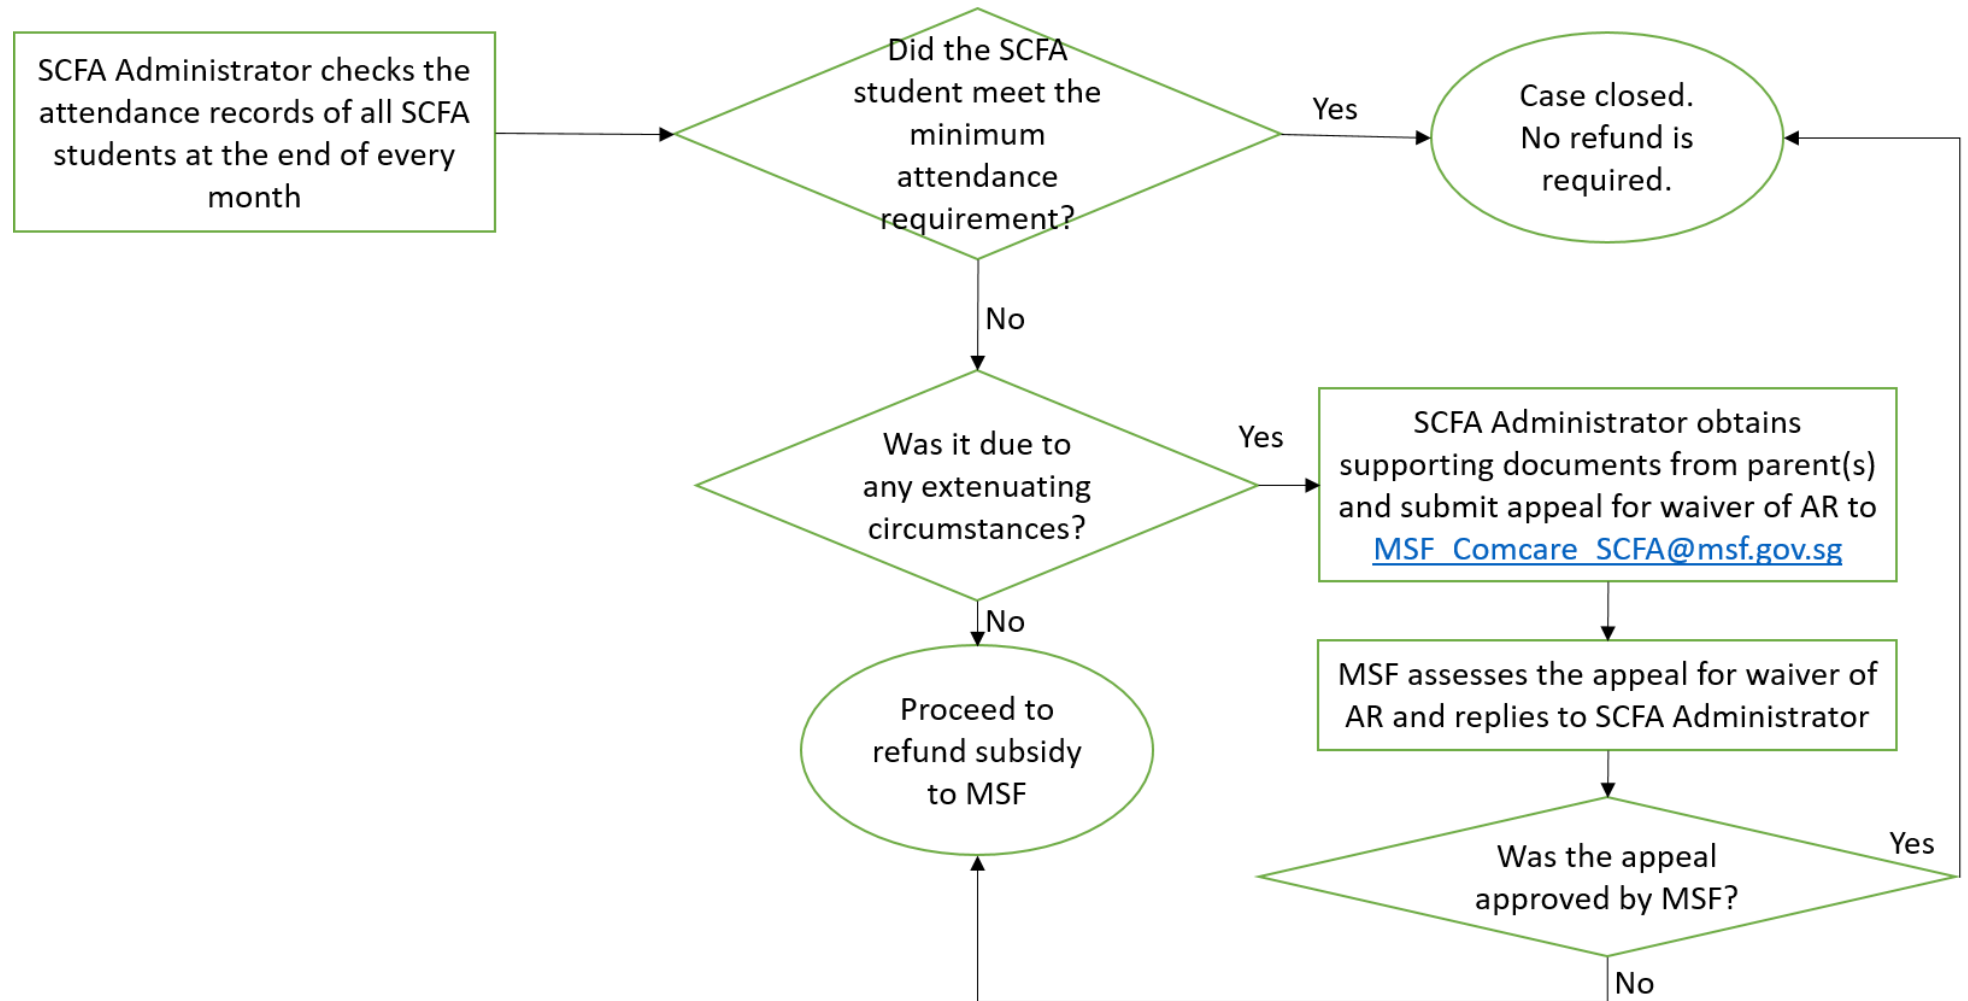 SCFA Administrator checks the
attendance records of all SCFA
students at the end of every
month
Did the SCFA
student meet the
minimum
attendance
requirement?
Yes
Case closed.
No refund is
required.
No
Was it due to
any extenuating
circumstances?
Yes
SCFA Administrator obtains
supporting documents from parent(s)
and submit appeal for waiver of AR to
MSF_Comcare_SCFA@msf.gov.sg
No
Proceed to
refund subsidy
to MSF
MSF assesses the appeal for waiver of
AR and replies to SCFA Administrator
Was the appeal
approved by MSF?
Yes
No